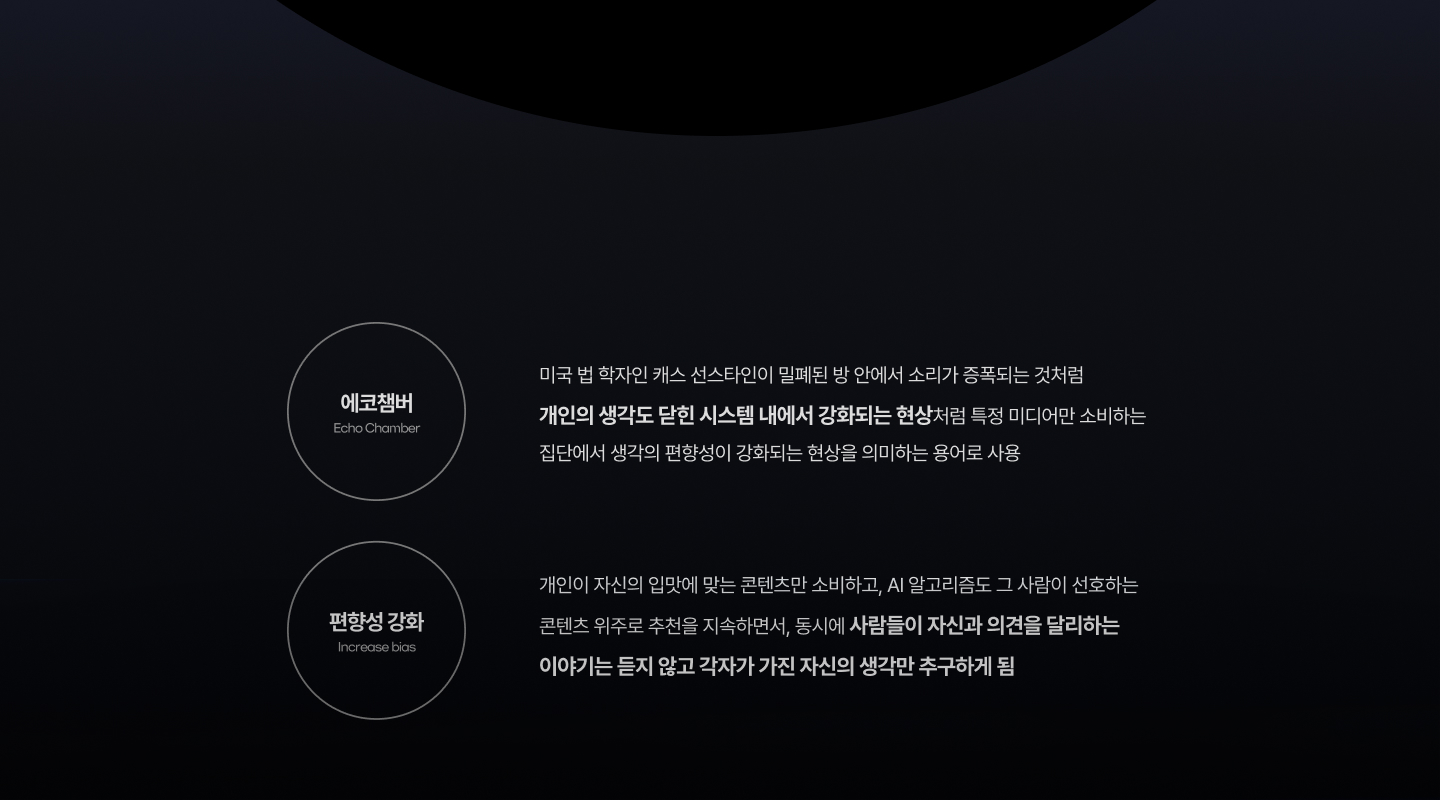 에코챔버
Echo Chamber
미국 법 학자인 캐스 선스타인이 밀폐된 방 안에서 소리가 증폭되는 것처럼
개인의 생각도 닫힌 시스템 내에서 강화되는 현상처럼 특정 미디어만 소비하는
집단에서 생각의 편향성이 강화되는 현상을 의미하는 용어로 사용
편향성 강화
Increase bias
개인이 자신의 입맛에 맞는 콘텐츠만 소비하고, AI 알고리즘도 그 사람이 선호하는
콘텐츠 위주로 추천을 지속하면서, 동시에 사람들이 자신과 의견을 달리하는
이야기는 듣지 않고 각자가 가진 자신의 생각만 추구하게 됨